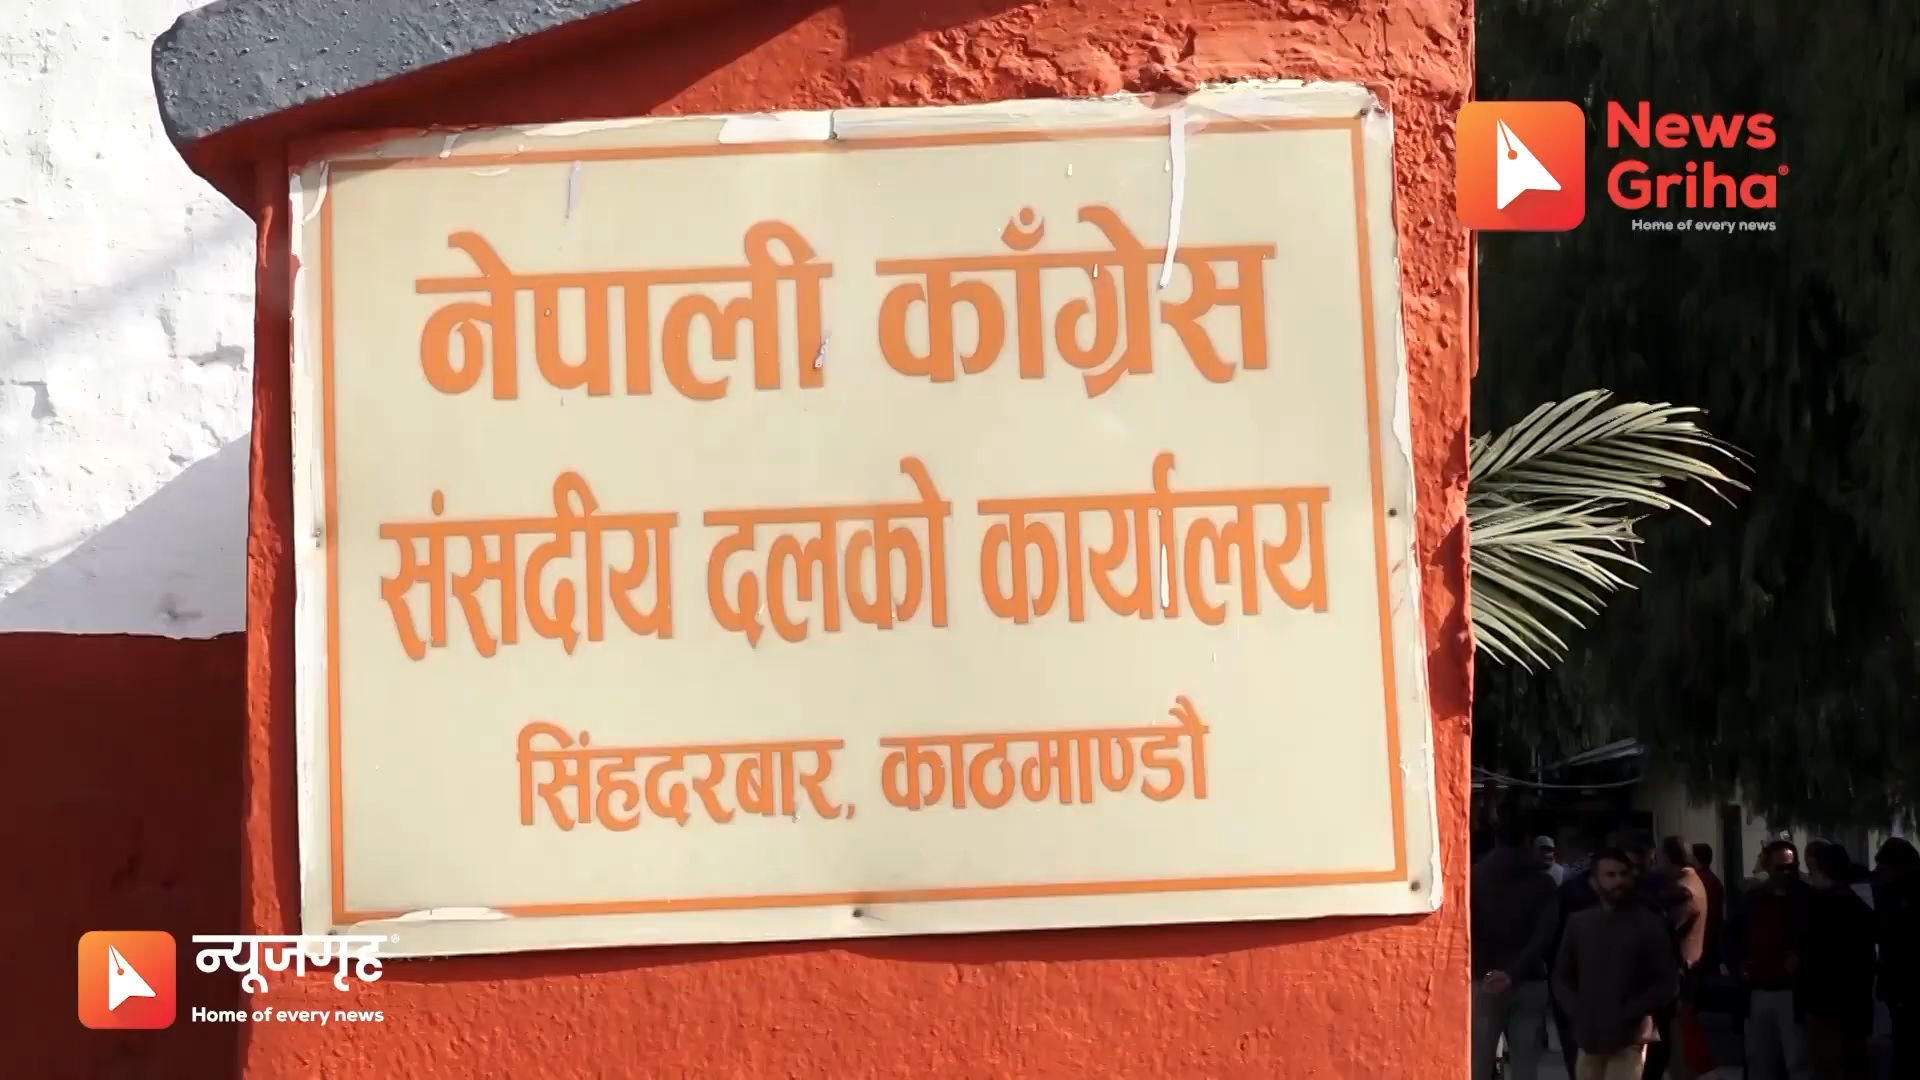 News
Griha®
Home of every news
नेपाली काँग्रेस
संसदीय दलको कार्यालय
सिंहदरबार, काठमाण्डौ
न्यूजगृह®
Home of every news